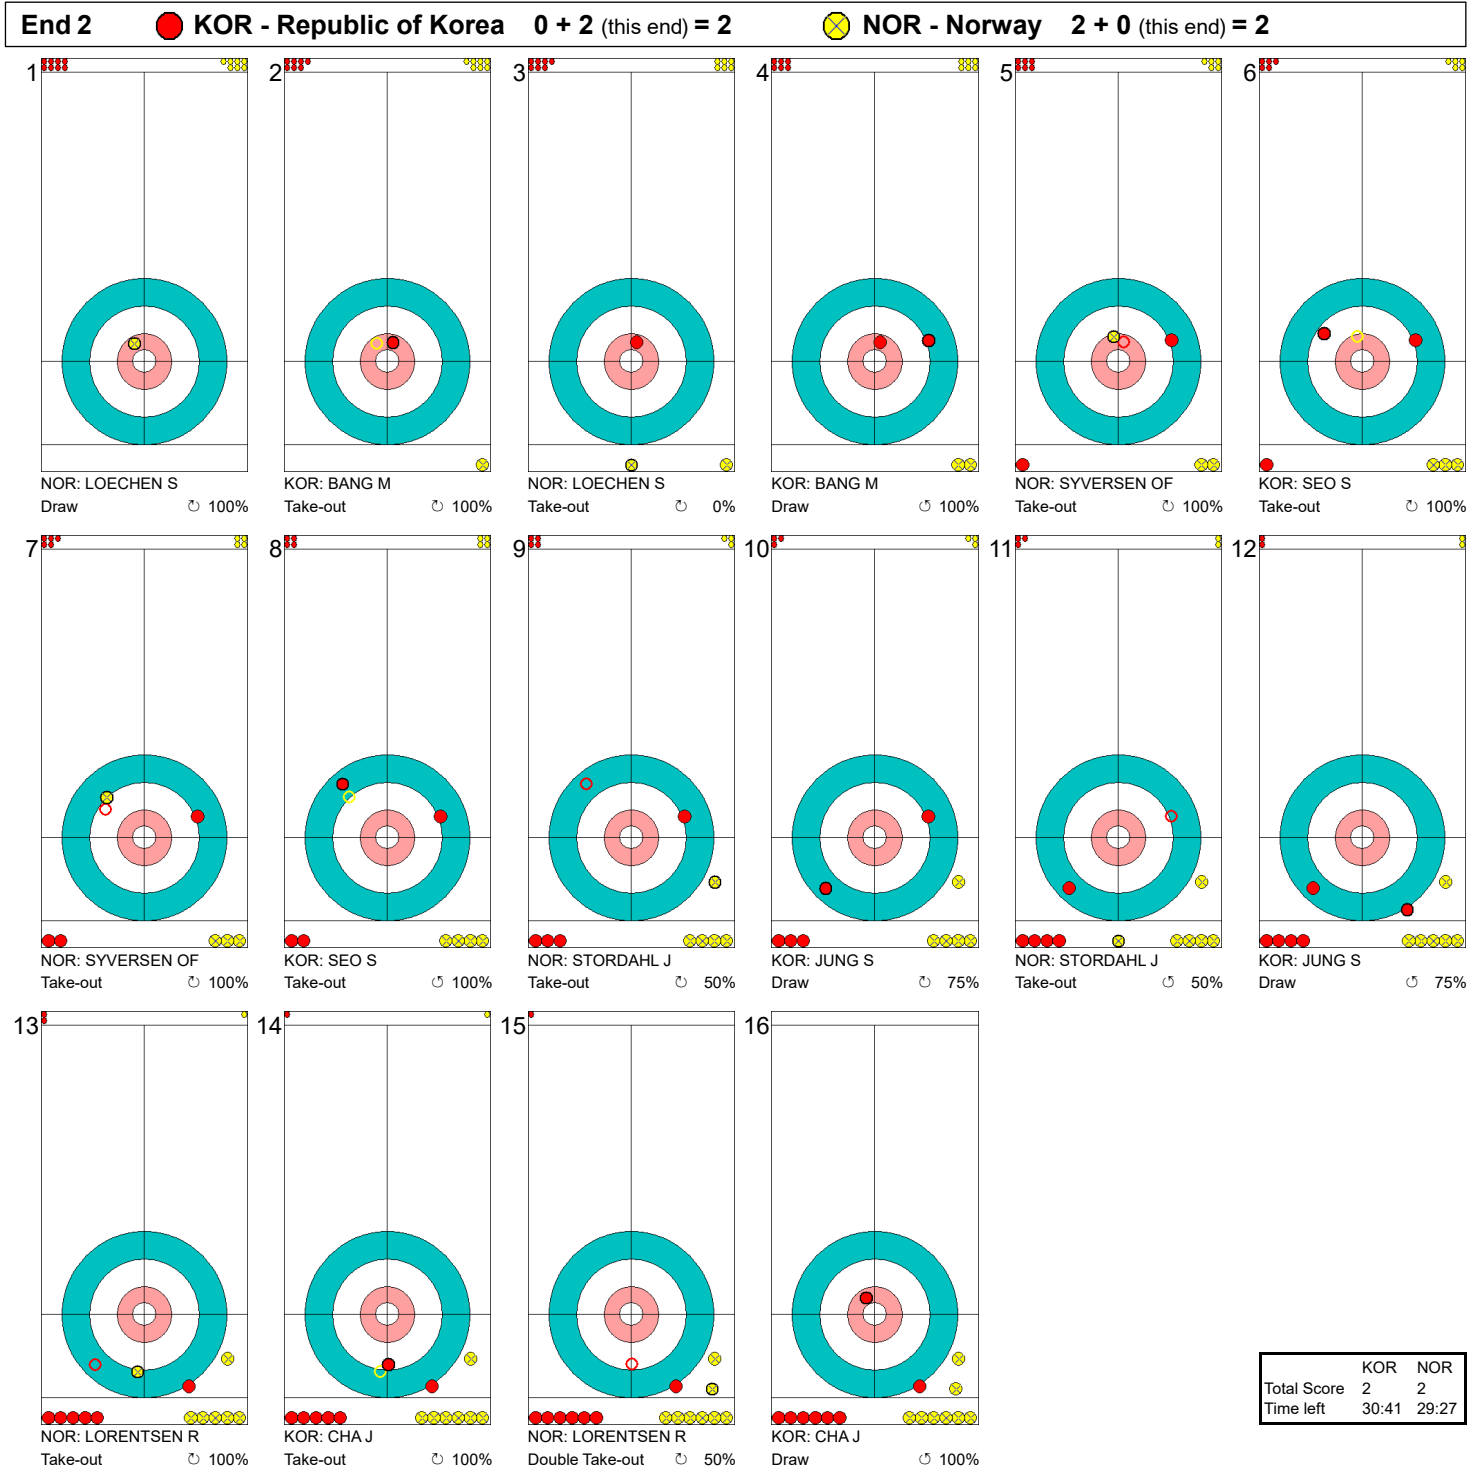 End 2 KOR - Republic of Korea 0 + 2 (this end) = 2 NOR - Norway 2 + 0 (this end) = 2
1 2 3 4 5 6
NOR: LOECHEN S KOR: BANG M NOR: LOECHEN S KOR: BANG M NOR: SYVERSEN OF KOR: SEO S
Draw ↻ 100% Take-out ↻ 100% Take-out ↻ 0% Draw ↺ 100% Take-out ↻ 100% Take-out ↻ 100%
7 8 9 10 11 12
NOR: SYVERSEN OF KOR: SEO S NOR: STORDAHL J KOR: JUNG S NOR: STORDAHL J KOR: JUNG S
Take-out ↻ 100% Take-out ↻ 100% Take-out ↻ 50% Draw ↺ 75% Take-out ↺ 50% Draw ↺ 75%
13 14 15 16
KOR NOR
Total Score 2 2
Time left 30:41 29:27
NOR: LORENTSEN R KOR: CHA J NOR: LORENTSEN R KOR: CHA J
Take-out ↻ 100% Take-out ↻ 100% Double Take-out ↻ 50% Draw ↺ 100%